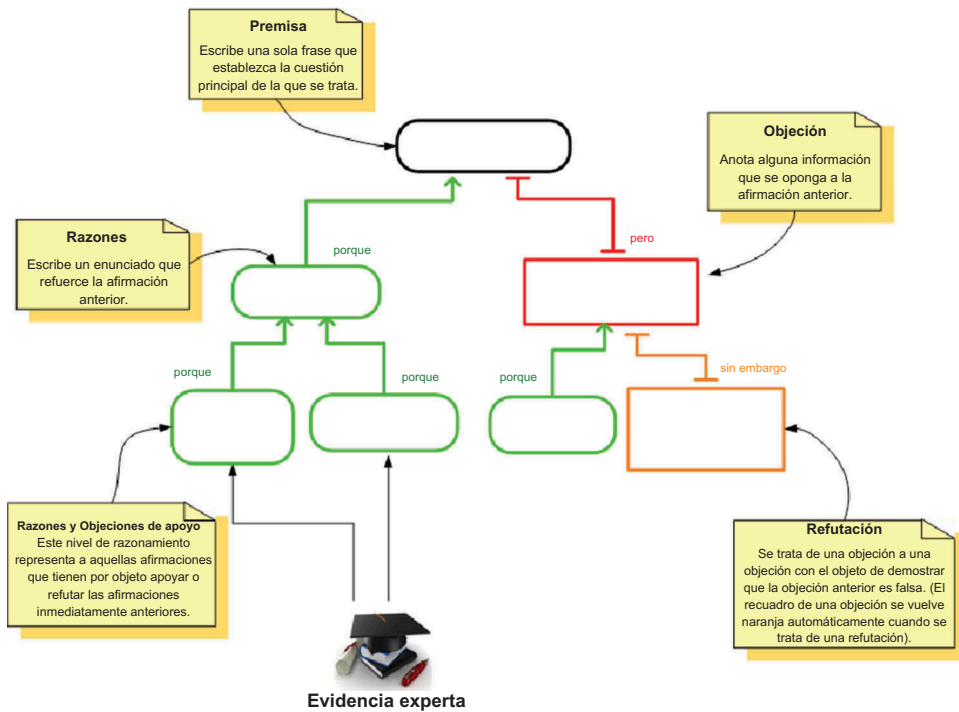 Premisa
Escribe una sola frase que
establezca la cuestión
principal de la que se trata.
Objeción
Anota alguna información
que se oponga a la
afirmación anterior.
Razones
Escribe un enunciado que
refuerce la afirmación
anterior.
porque
pero
porque
porque
porque
sin embargo
Razones y Objeciones de apoyo
Este nivel de razonamiento
representa a aquellas afirmaciones
que tienen por objeto apoyar o
refutar las afirmaciones
inmediatamente anteriores.
Refutación
Se trata de una objeción a una
objeción con el objeto de demostrar
que la objeción anterior es falsa. (El
recuadro de una objeción se vuelve
naranja automáticamente cuando se
trata de una refutación).
Evidencia experta